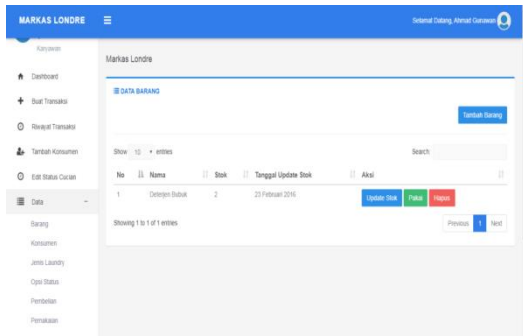 MARKAS LONDRE
Selamat Datang, Ahmad Gunawan
Karyawan
Dashboard
Buat Transaksi
Riwayat Transaksi
Tambah Konsumen
Edit Status Cucian
Data
Barang
Konsumen
Jenis Laundry
Opsi Status
Pembelian
Pemakaian
Markas Londre
DATA BARANG
Tambah Barang
Show 10 entries
Search:
No Nama Stok Tanggal Update Stok Aksi
1 Deterjen Bubuk 2 23 Februari 2016 Update Stok Pakai Hapus
Showing 1 to 1 of 1 entries
Previous 1 Next